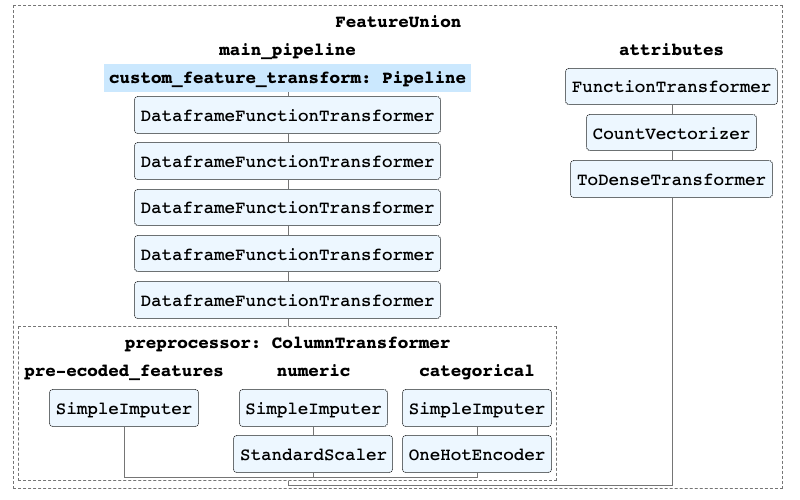 FeatureUnion
main_pipeline
attributes
custom_feature_transform: Pipeline
FunctionTransformer
DataframeFunctionTransformer
CountVectorizer
DataframeFunctionTransformer
ToDenseTransformer
DataframeFunctionTransformer
DataframeFunctionTransformer
DataframeFunctionTransformer
preprocessor: ColumnTransformer
pre-ecoded_features
numeric
categorical
SimpleImputer
SimpleImputer
SimpleImputer
StandardScaler
OneHotEncoder